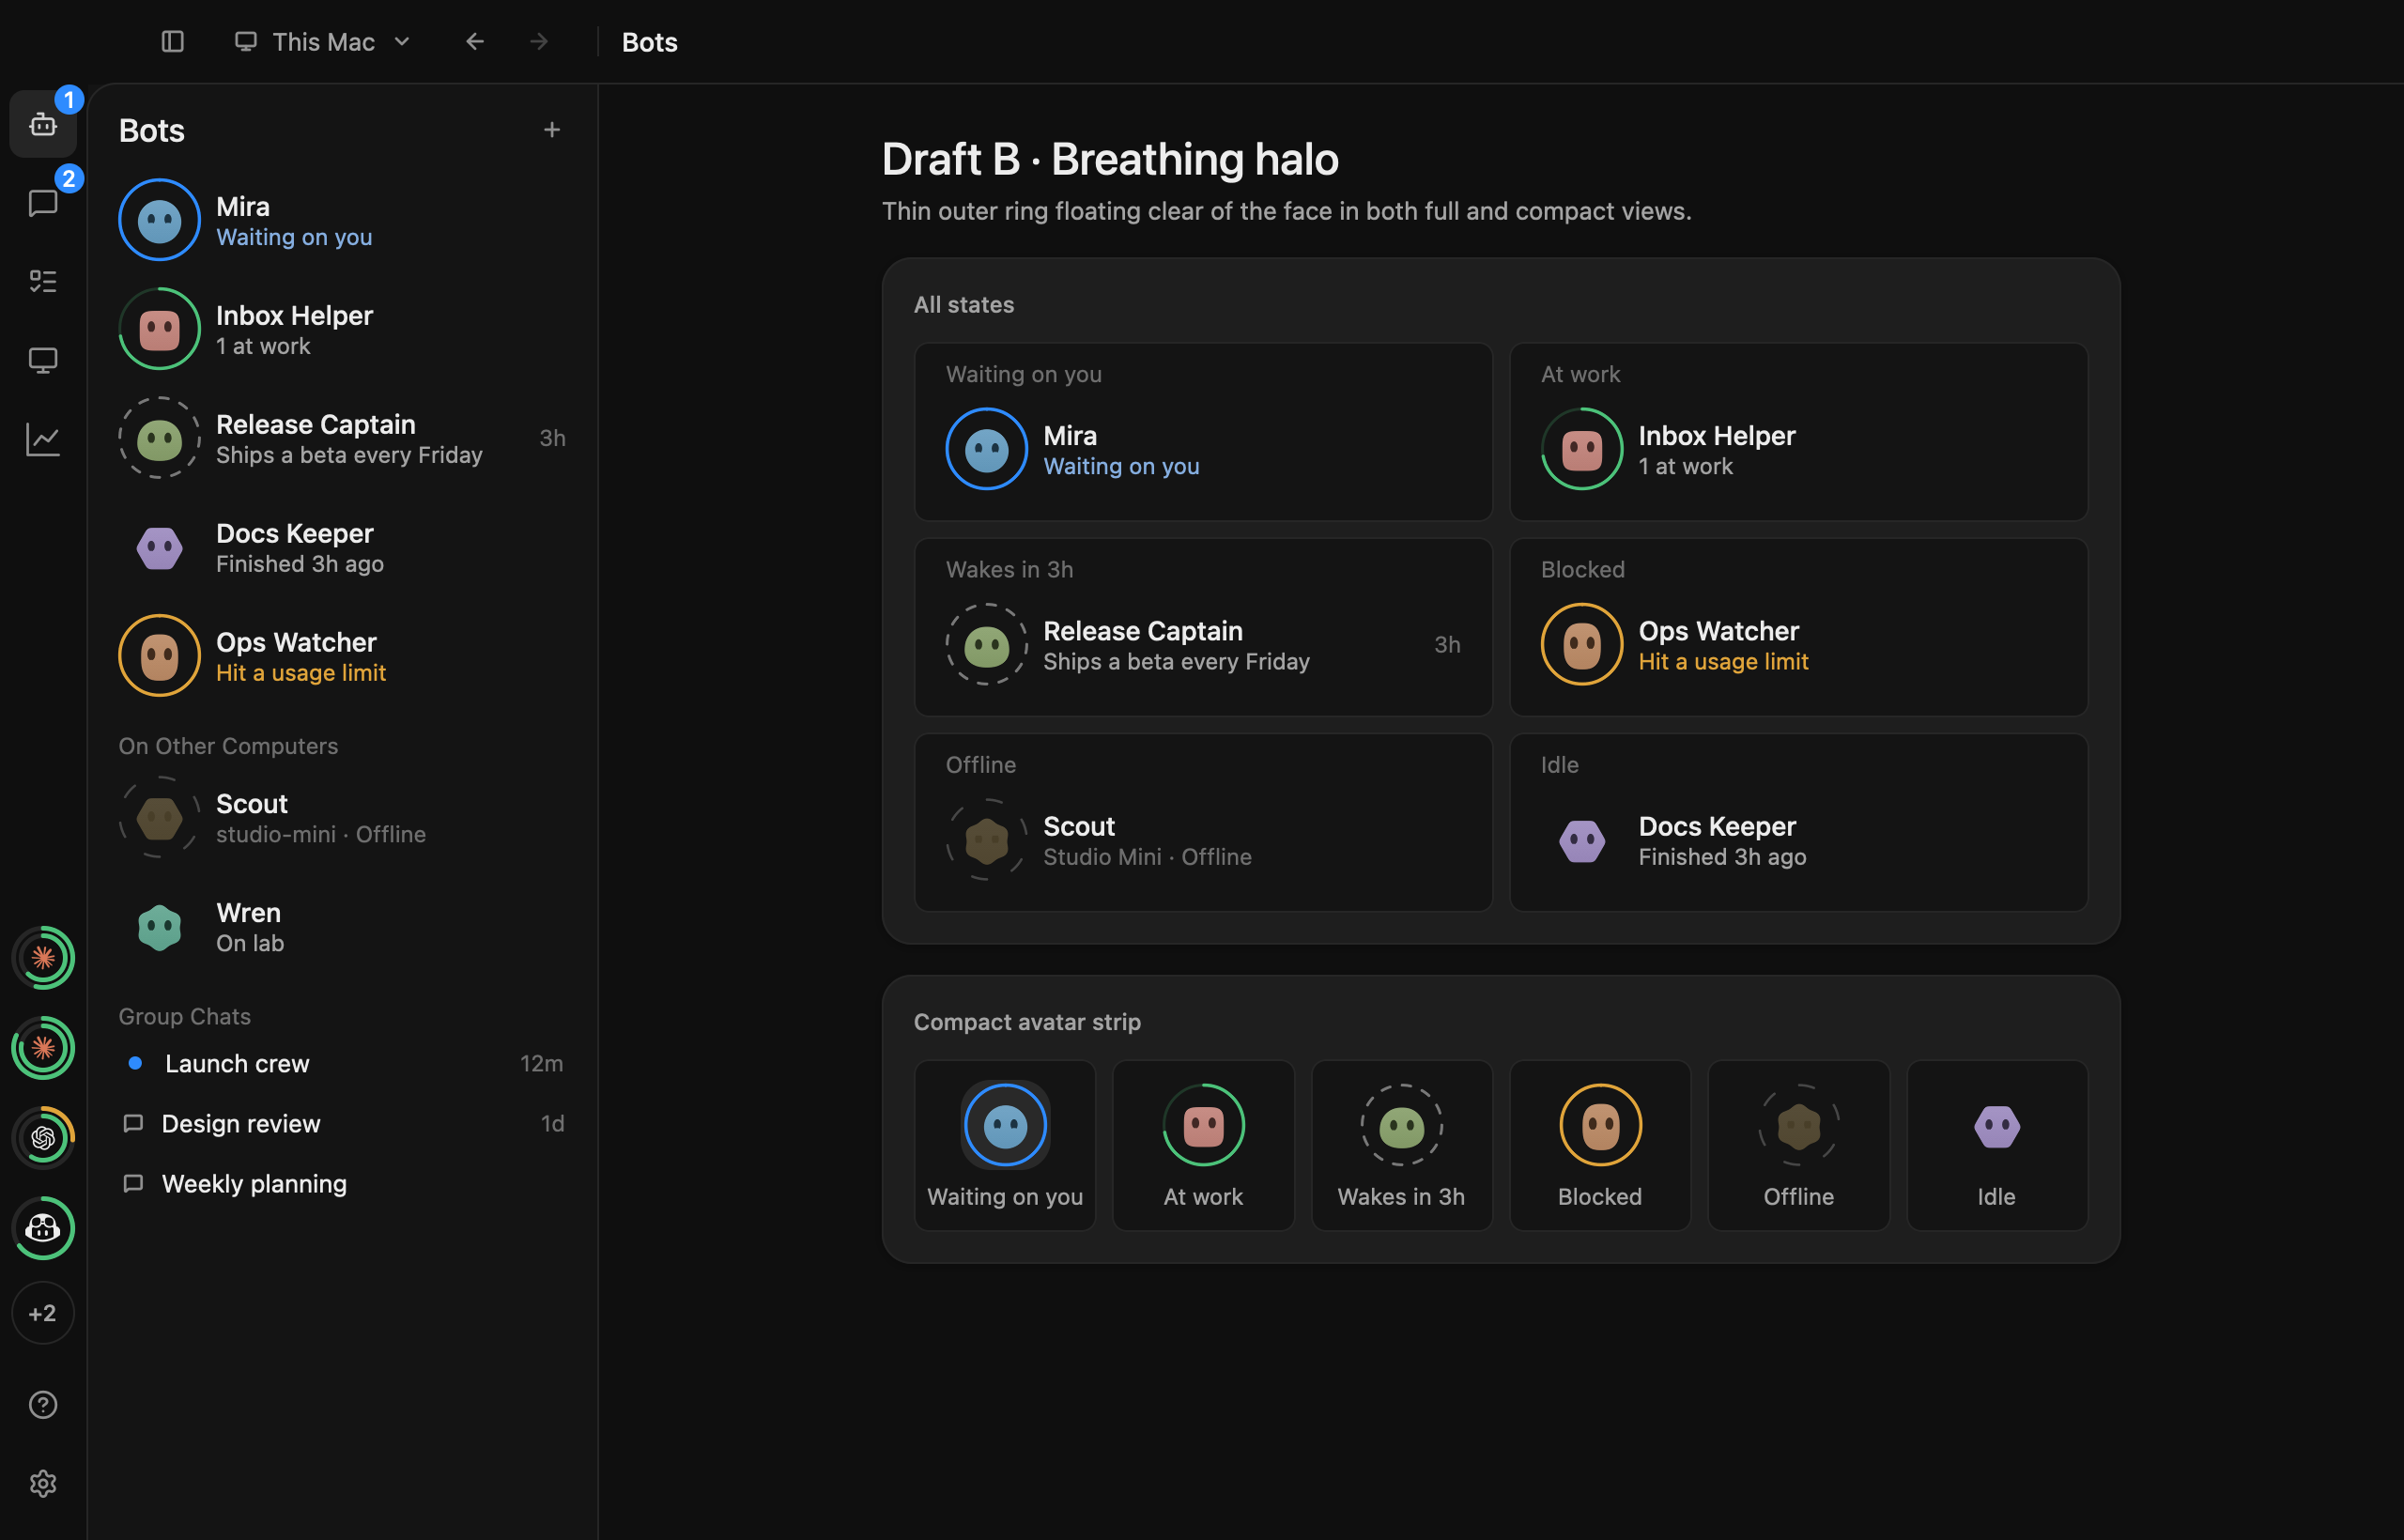 This Mac
Bots
1
2
Bots
Mira
Waiting on you
Inbox Helper
1 at work
Release Captain
Ships a beta every Friday
3h
Docs Keeper
Finished 3h ago
Ops Watcher
Hit a usage limit
On Other Computers
Scout
studio-mini · Offline
Wren
On lab
Group Chats
Launch crew
12m
Design review
1d
Weekly planning
+2
Draft B · Breathing halo
Thin outer ring floating clear of the face in both full and compact views.
All states
Waiting on you
Mira
Waiting on you
At work
Inbox Helper
1 at work
Wakes in 3h
Release Captain
Ships a beta every Friday
3h
Blocked
Ops Watcher
Hit a usage limit
Offline
Scout
Studio Mini · Offline
Idle
Docs Keeper
Finished 3h ago
Compact avatar strip
Waiting on you
At work
Wakes in 3h
Blocked
Offline
Idle